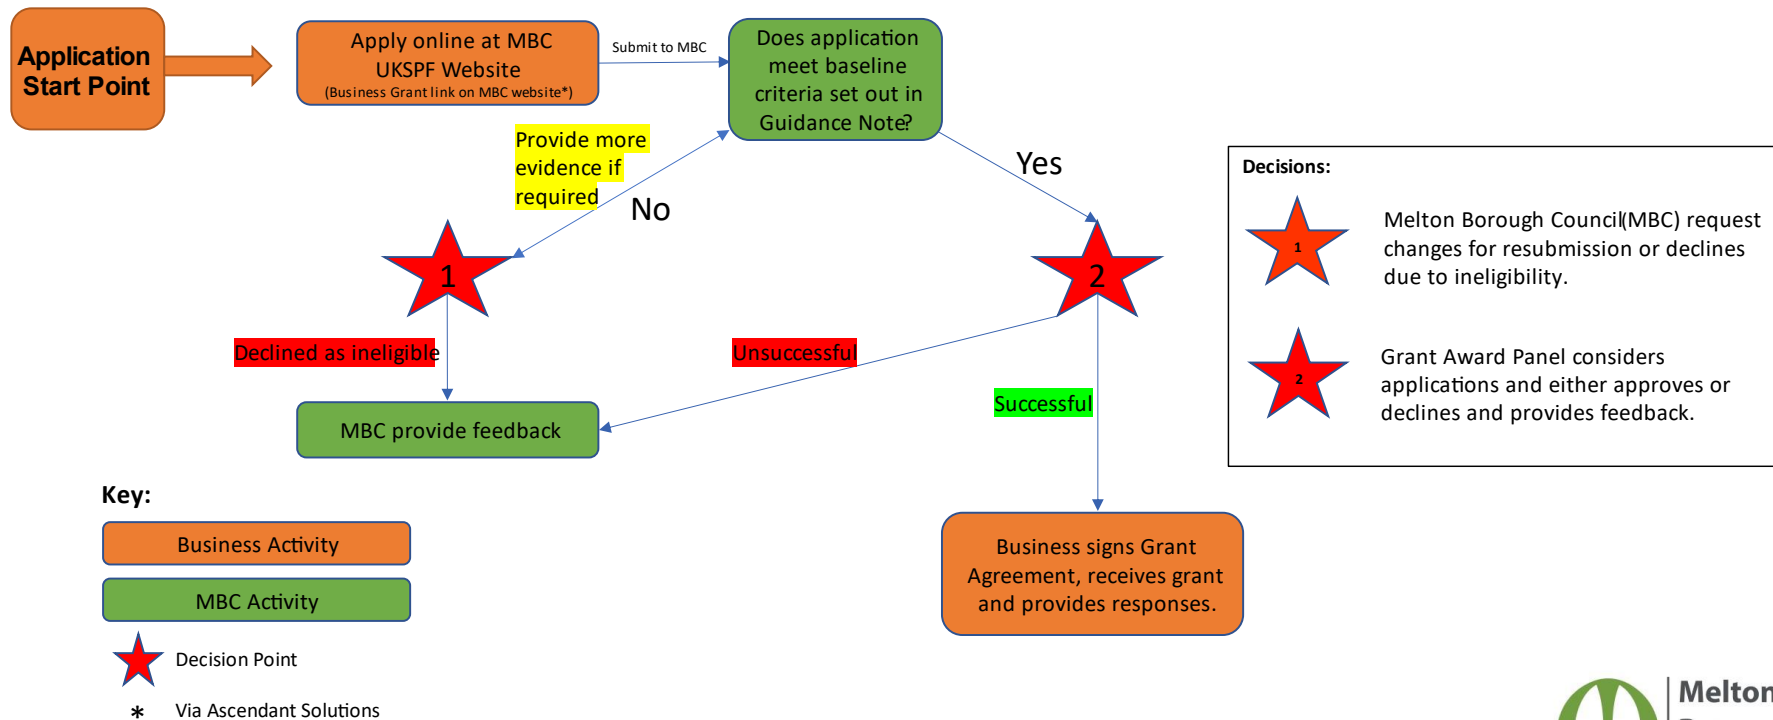 Application
Start Point
Apply online at MBC
UKSPF Website
(Business Grant link on MBC website*)
Submit to MBC
Does application
meet baseline
criteria set out in
Guidance Note?
Provide more
evidence if
required
No
Yes
1
2
Declined as ineligible
Unsuccessful
Successful
MBC provide feedback
Business signs Grant
Agreement, receives grant
and provides responses.
Decisions:
1
Melton Borough Council(MBC) request
changes for resubmission or declines
due to ineligibility.
2
Grant Award Panel considers
applications and either approves or
declines and provides feedback.
Key:
Business Activity
MBC Activity
Decision Point
* Via Ascendant Solutions
Melton